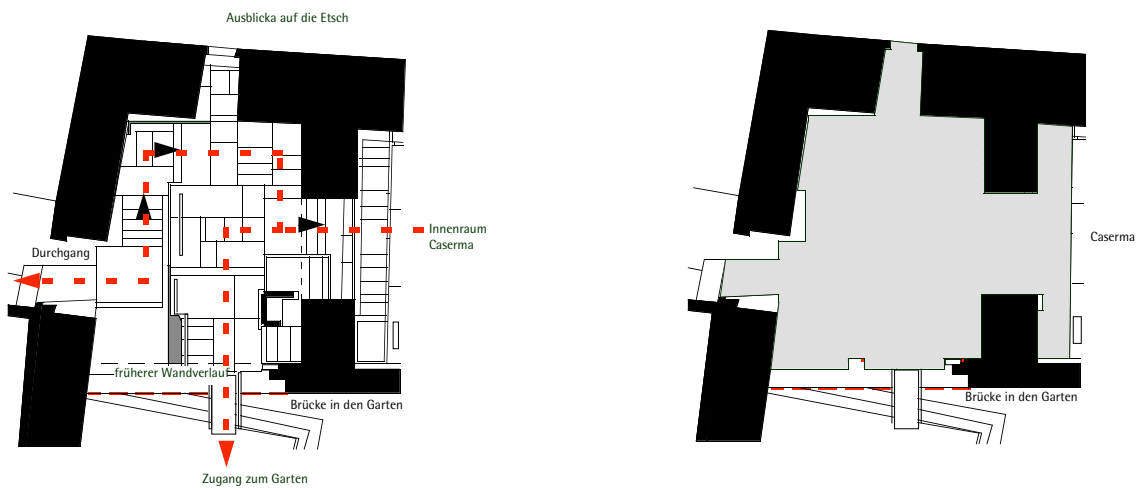 Ausblicka auf die Etsch
Innenraum
Caserma
Durchgang
früherer Wandverlauf
Brücke in den Garten
Zugang zum Garten
Caserma
Brücke in den Garten